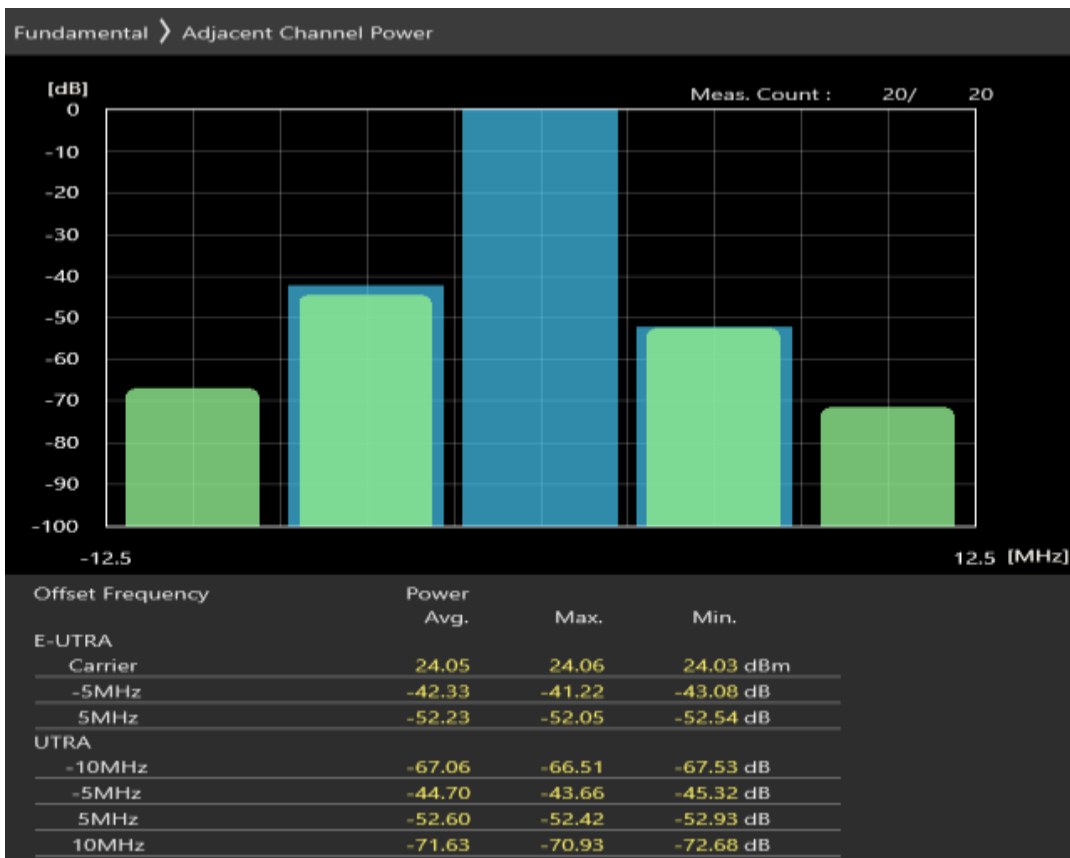 Fundamental 〉 Adjacent Channel Power
[dB]
Meas. Count : 20/ 20
0
-10
-20
-30
-40
-50
-60
-70
-80
-90
-100
-12.5 12.5 [MHz]
Offset Frequency Power
Avg. Max. Min.
E-UTRA
Carrier 24.05 24.06 24.03 dBm
-5MHz -42.33 -41.22 -43.08 dB
5MHz -52.23 -52.05 -52.54 dB
UTRA
-10MHz -67.06 -66.51 -67.53 dB
-5MHz -44.70 -43.66 -45.32 dB
5MHz -52.60 -52.42 -52.93 dB
10MHz -71.63 -70.93 -72.68 dB